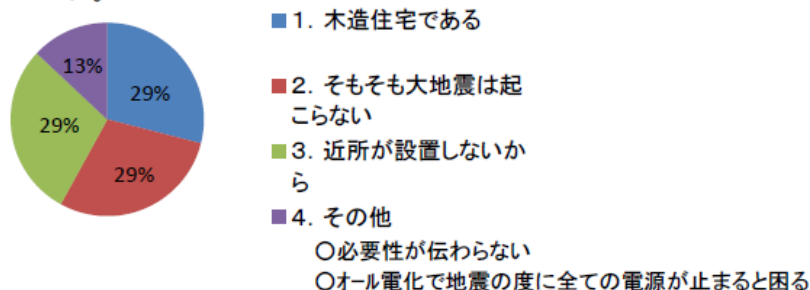 1．木造住宅である
2．そもそも大地震は起
こらない
3．近所が設置しないか
ら
4．その他
○必要性が伝わらない
○オール電化で地震の度に全ての電源が止まると困る
13%
29%
29%
29%